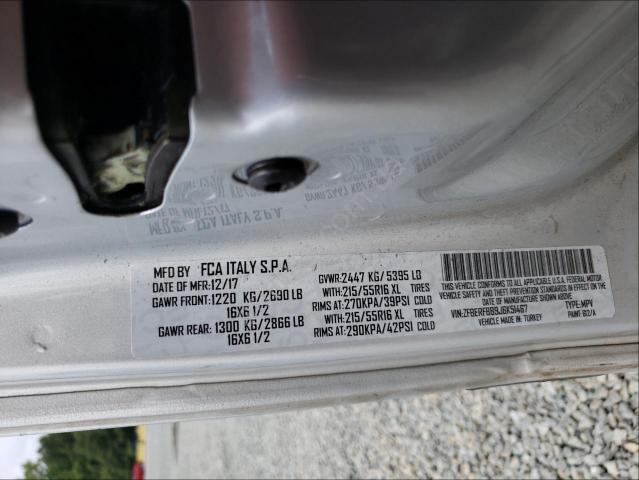 MFD BY FCA ITALY S.P.A.
DATE OF MFR:12/17 GVWR:2447 KG/5395 LB
GAWR FRONT:1220 KG/2690 LB WITH:215/55R16 XL TIRES
16X6 1/2 RIMS AT:270KPA/39PSI COLD
GAWR REAR: 1300 KG/2866 LB WITH:215/55R16 XL TIRES
16X6 1/2 RIMS AT:290KPA/42PSI COLD
THIS VEHICLE CONFORMS TO ALL APPLICABLE U.S.A. FEDERAL
MOTOR VEHICLE SAFETY STANDARDS IN EFFECT ON THE DATE
OF MANUFACTURE SHOWN ABOVE
VIN: ZFBERFBB9J6K51467 TYPE:MPV
VEHICLE MADE IN: TURKEY PAINT: 612/A